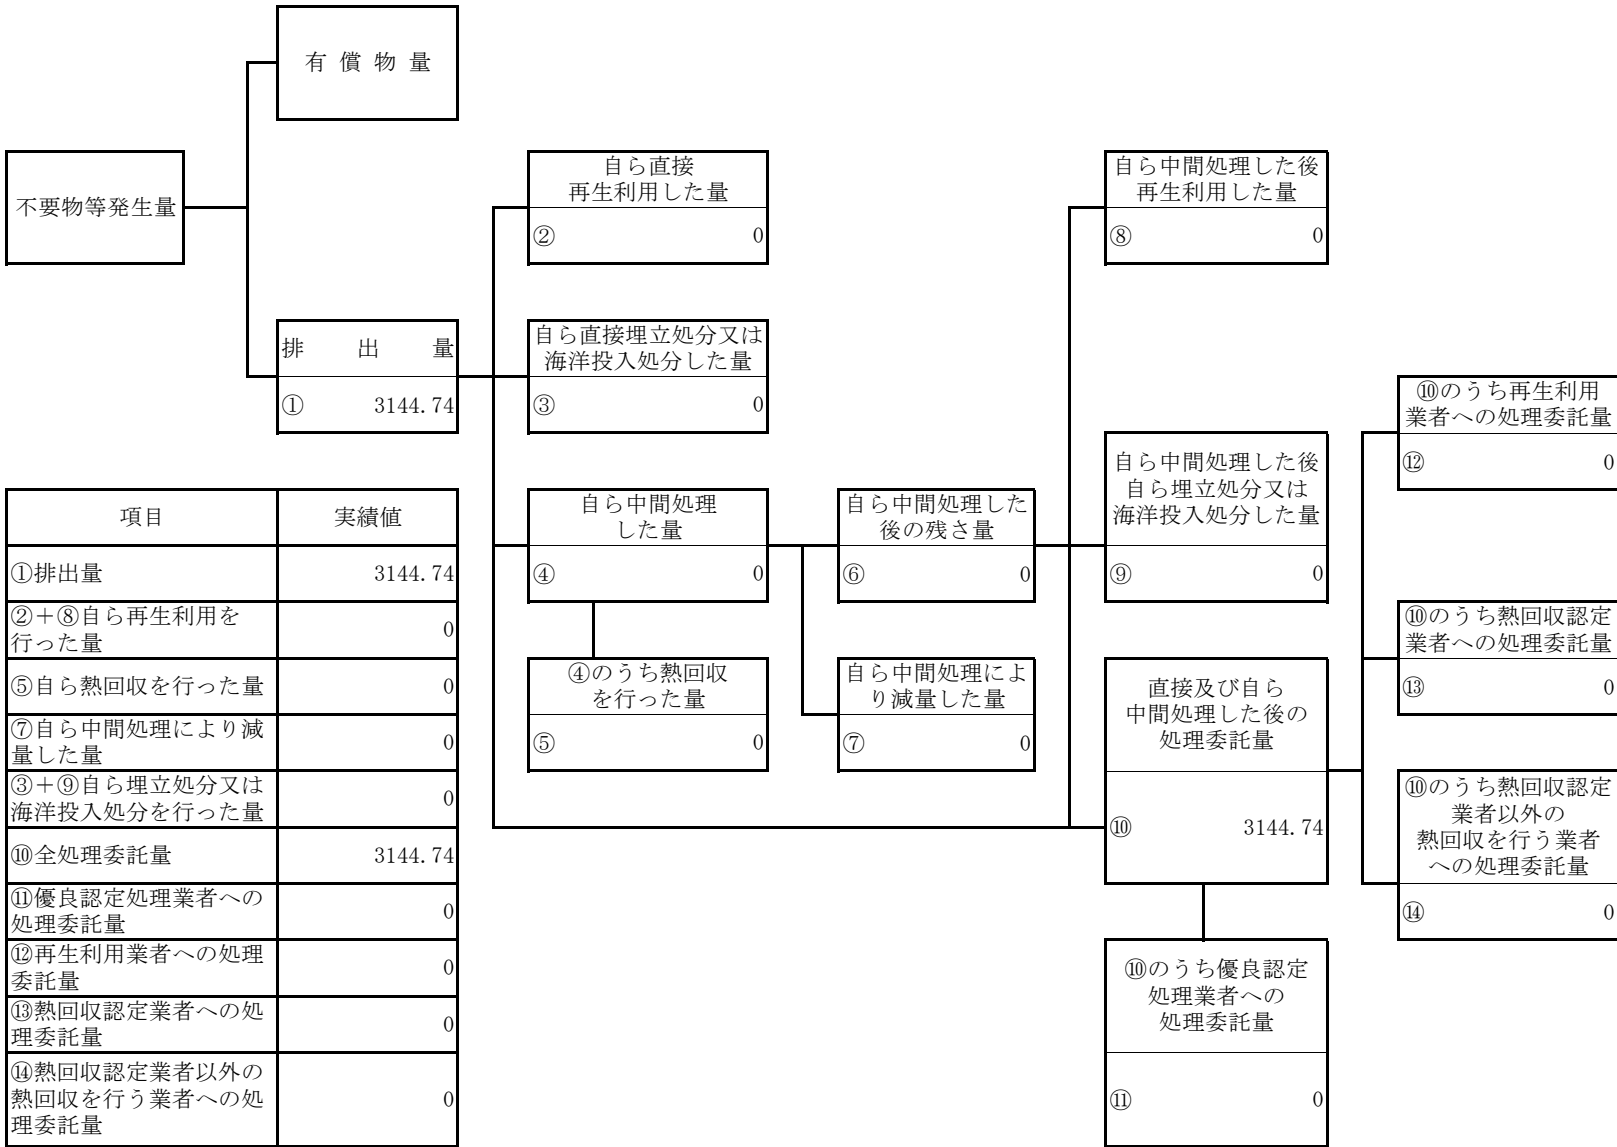 有 償 物 量
不要物等発生量
自ら直接
再生利用した量
② 0
自ら中間処理した後
再生利用した量
⑧ 0
排 出 量
① 3144.74
自ら直接埋立処分又は
海洋投入処分した量
③ 0
⑩のうち再生利用
業者への処理委託量
⑫ 0
自ら中間処理した後
自ら埋立処分又は
海洋投入処分した量
⑨ 0
自ら中間処理
した量
④ 0
自ら中間処理した
後の残さ量
⑥ 0
⑩のうち熱回収認定
業者への処理委託量
⑬ 0
④のうち熱回収
を行った量
⑤ 0
自ら中間処理によ
り減量した量
⑦ 0
直接及び自ら
中間処理した後の
処理委託量
⑩ 3144.74
⑩のうち熱回収認定
業者以外の
熱回収を行う業者
への処理委託量
⑭ 0
⑩のうち優良認定
処理業者への
処理委託量
⑪ 0
項目 実績値
①排出量 3144.74
②+⑧自ら再生利用を
行った量 0
⑤自ら熱回収を行った量 0
⑦自ら中間処理により減
量した量 0
③+⑨自ら埋立処分又は
海洋投入処分を行った量 0
⑩全処理委託量 3144.74
⑪優良認定処理業者への
処理委託量 0
⑫再生利用業者への処理
委託量 0
⑬熱回収認定業者への処
理委託量 0
⑭熱回収認定業者以外の
熱回収を行う業者への処
理委託量 0